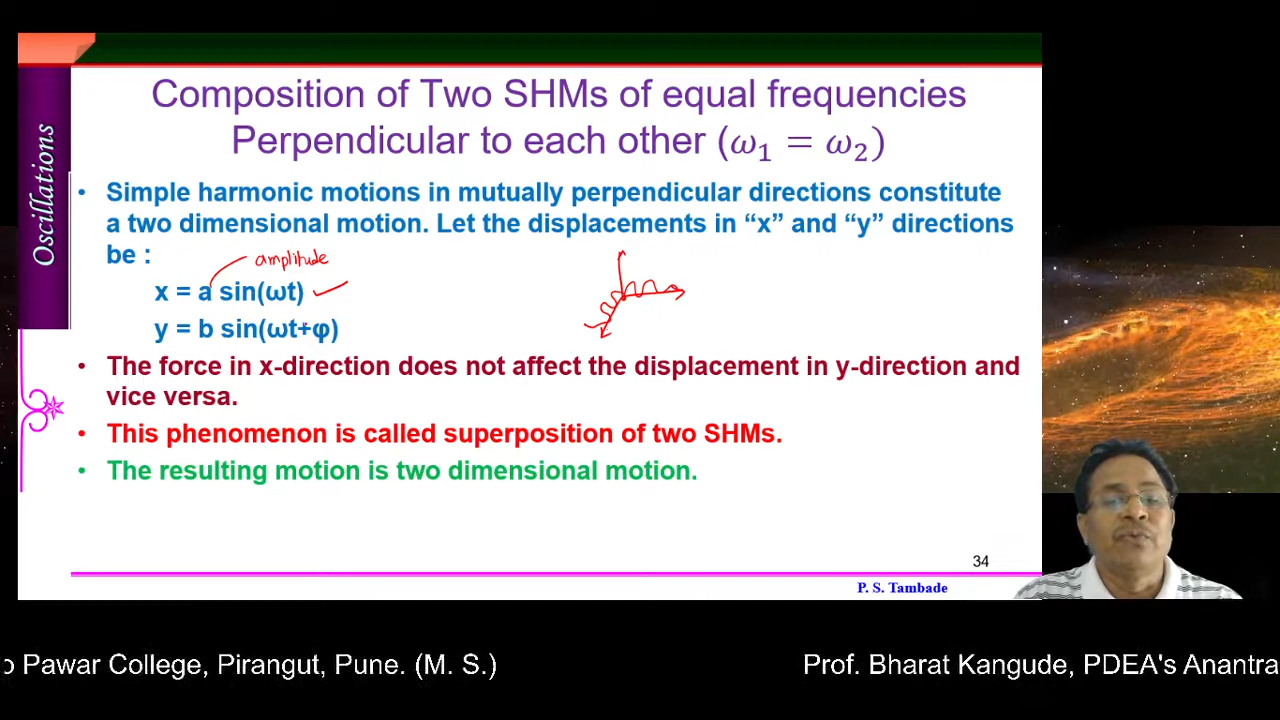 Composition of Two SHMs of equal frequencies
Perpendicular to each other (ω₁ = ω₂)
Oscillations
• Simple harmonic motions in mutually perpendicular directions constitute
a two dimensional motion. Let the displacements in “x” and “y” directions
be :
amplitude
x = a sin(ωt)
y = b sin(ωt+φ)
• The force in x-direction does not affect the displacement in y-direction and
vice versa.
• This phenomenon is called superposition of two SHMs.
• The resulting motion is two dimensional motion.
34
P. S. Tambade
o Pawar College, Pirangut, Pune. (M. S.)
Prof. Bharat Kangude, PDEA's Anantra